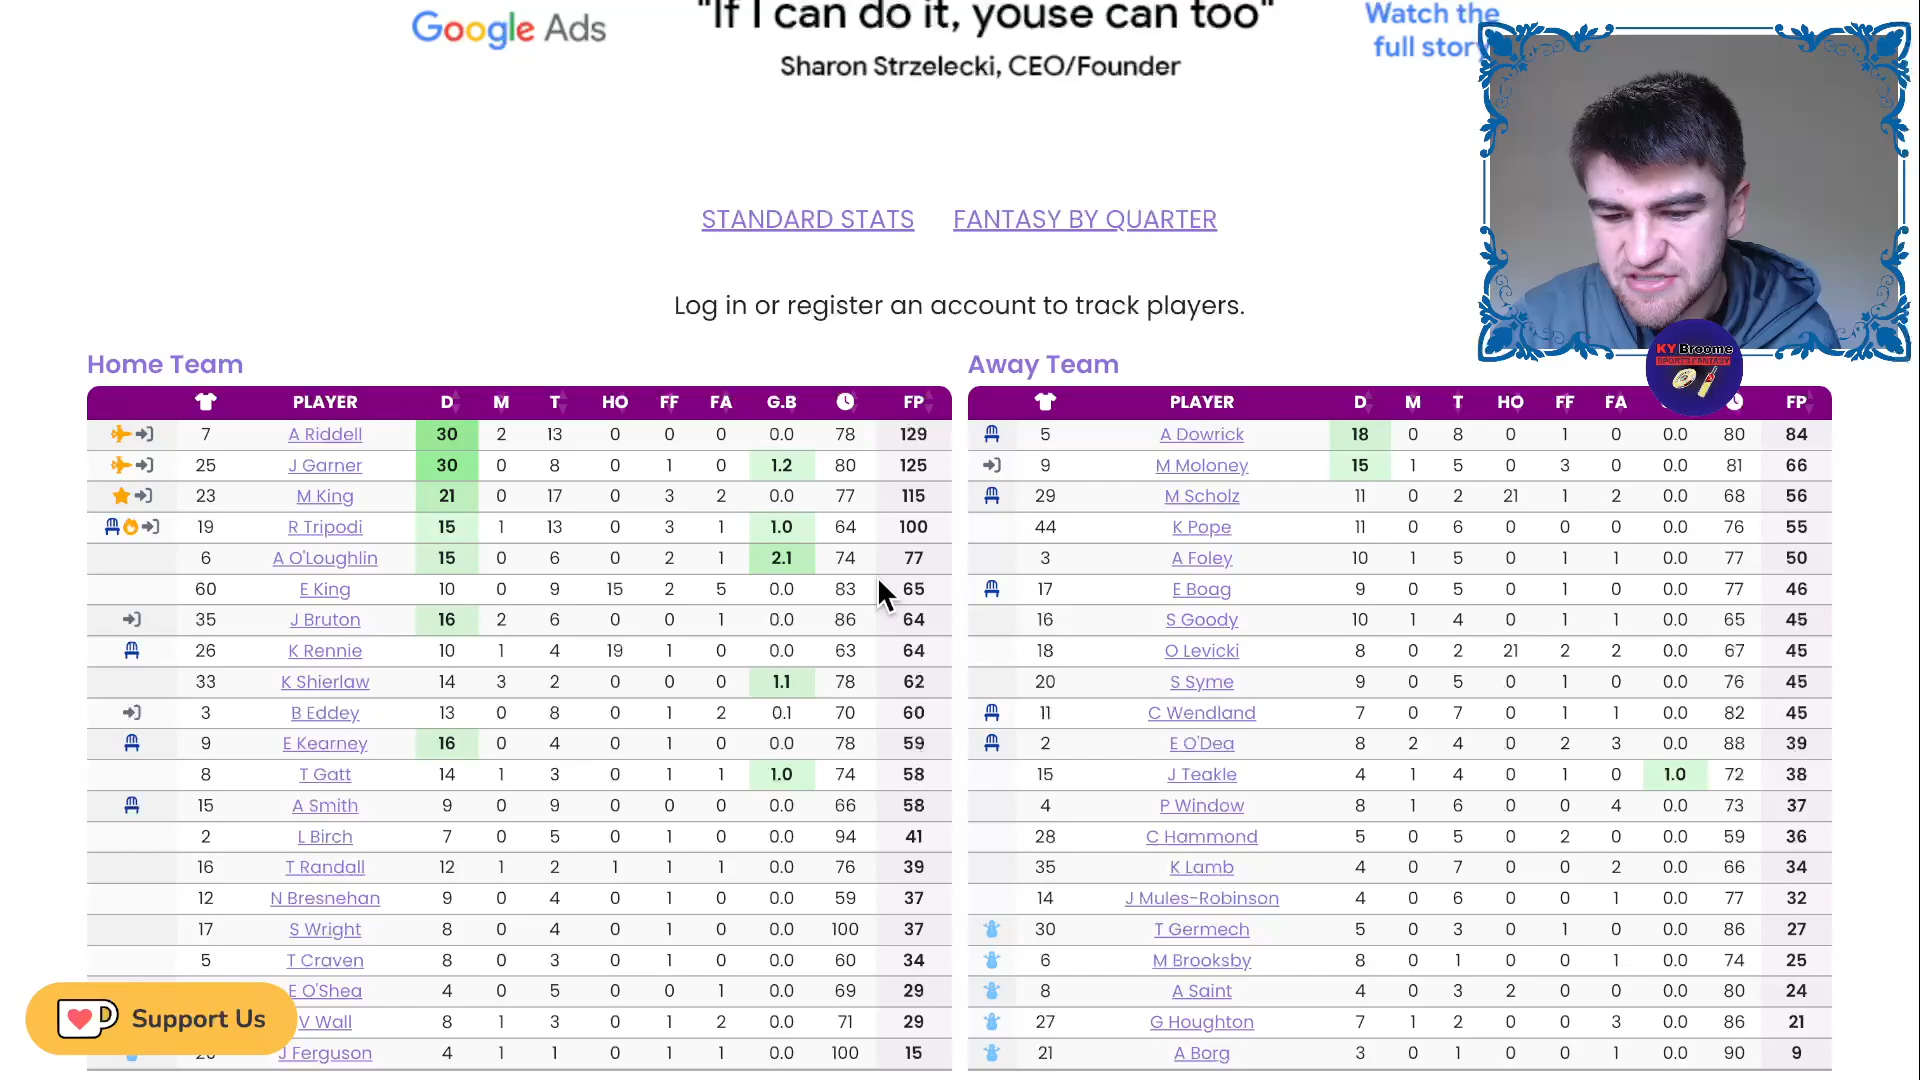 Google Ads
"If I can do it, youse can too"
Sharon Strzelecki, CEO/Founder
Watch the
full story
STANDARD STATS FANTASY BY QUARTER
Log in or register an account to track players.
KY Broome
SPORTS FANTASY
Home Team
PLAYER D M T HO FF FA G.B FP
7 A Riddell 30 2 13 0 0 0 0.0 78 129
25 J Garner 30 0 8 0 1 0 1.2 80 125
23 M King 21 0 17 0 3 2 0.0 77 115
19 R Tripodi 15 1 13 0 3 1 1.0 64 100
6 A O'Loughlin 15 0 6 0 2 1 2.1 74 77
60 E King 10 0 9 15 2 5 0.0 83 65
35 J Bruton 16 2 6 0 0 1 0.0 86 64
26 K Rennie 10 1 4 19 1 0 0.0 63 64
33 K Shierlaw 14 3 2 0 0 0 1.1 78 62
3 B Eddey 13 0 8 0 1 2 0.1 70 60
9 E Kearney 16 0 4 0 1 0 0.0 78 59
8 T Gatt 14 1 3 0 1 1 1.0 74 58
15 A Smith 9 0 9 0 0 0 0.0 66 58
2 L Birch 7 0 5 0 1 0 0.0 94 41
16 T Randall 12 1 2 1 1 1 0.0 76 39
12 N Bresnehan 9 0 4 0 1 0 0.0 59 37
17 S Wright 8 0 4 0 1 0 0.0 100 37
5 T Craven 8 0 3 0 1 0 0.0 60 34
E O'Shea 4 0 5 0 0 1 0.0 69 29
V Wall 8 1 3 0 1 2 0.0 71 29
J Ferguson 4 1 1 0 1 1 0.0 100 15
Support Us
Away Team
PLAYER D M T HO FF FA FP
5 A Dowrick 18 0 8 0 1 0 0.0 80 84
9 M Moloney 15 1 5 0 3 0 0.0 81 66
29 M Scholz 11 0 2 21 1 2 0.0 68 56
44 K Pope 11 0 6 0 0 0 0.0 76 55
3 A Foley 10 1 5 0 1 1 0.0 77 50
17 E Boag 9 0 5 0 1 0 0.0 77 46
16 S Goody 10 1 4 0 1 1 0.0 65 45
18 O Levicki 8 0 2 21 2 2 0.0 67 45
20 S Syme 9 0 5 0 1 0 0.0 76 45
11 C Wendland 7 0 7 0 1 1 0.0 82 45
2 E O'Dea 8 2 4 0 2 3 0.0 88 39
15 J Teakle 4 1 4 0 1 0 1.0 72 38
4 P Window 8 1 6 0 0 4 0.0 73 37
28 C Hammond 5 0 5 0 2 0 0.0 59 36
35 K Lamb 4 0 7 0 0 2 0.0 66 34
14 J Mules-Robinson 4 0 6 0 0 1 0.0 77 32
30 T Germech 5 0 3 0 1 0 0.0 86 27
6 M Brooksby 8 0 1 0 0 1 0.0 74 25
8 A Saint 4 0 3 2 0 0 0.0 80 24
27 G Houghton 7 1 2 0 0 3 0.0 86 21
21 A Borg 3 0 1 0 0 1 0.0 90 9